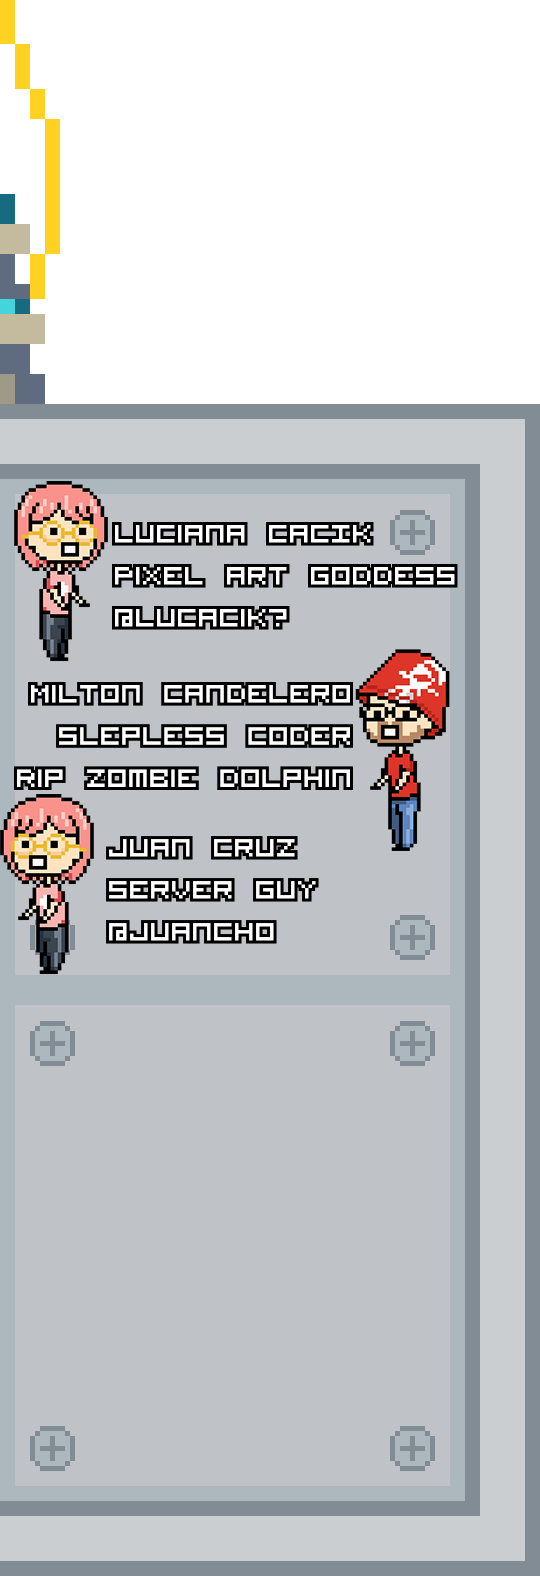 LUCIANA CACIK
PIXEL ART GODDESS
@LUCACIK?
MILTON CANDELERO
SLEPLESS CODER
RIP ZOMBIE DOLPHIN
JUAN CRUZ
SERVER GUY
@JUANCHO